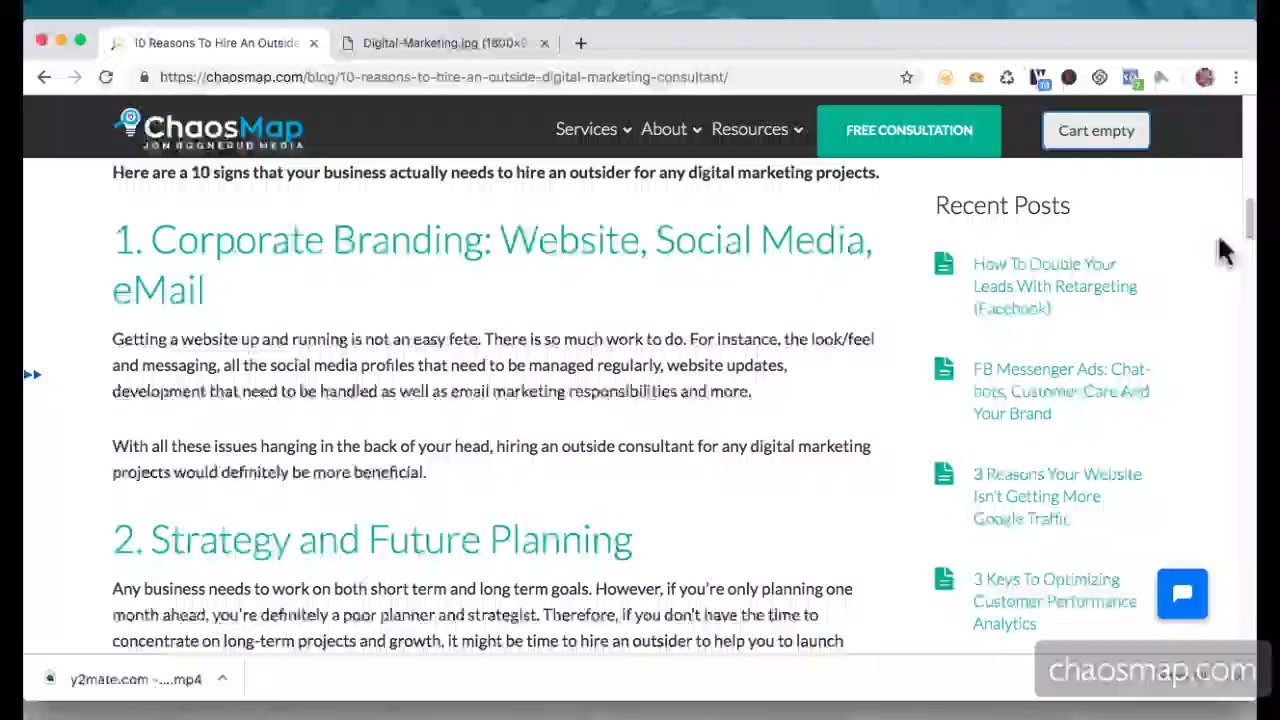 10 Reasons To Hire An Outside
Digital-Marketing.jpg (1600×9
https://chaosmap.com/blog/10-reasons-to-hire-an-outside-digital-marketing-consultant/
ChaosMap
JON ROGNERUD MEDIA
Services
About
Resources
FREE CONSULTATION
Cart empty
Here are a 10 signs that your business actually needs to hire an outsider for any digital marketing projects.
1. Corporate Branding: Website, Social Media,
eMail
Getting a website up and running is not an easy fete. There is so much work to do. For instance, the look/feel
and messaging, all the social media profiles that need to be managed regularly, website updates,
development that need to be handled as well as email marketing responsibilities and more.
With all these issues hanging in the back of your head, hiring an outside consultant for any digital marketing
projects would definitely be more beneficial.
2. Strategy and Future Planning
Any business needs to work on both short term and long term goals. However, if you're only planning one
month ahead, you're definitely a poor planner and strategist. Therefore, if you don't have the time to
concentrate on long-term projects and growth, it might be time to hire an outsider to help you to launch
Recent Posts
How To Double Your
Leads With Retargeting
(Facebook)
FB Messenger Ads: Chat-
bots, Customer Care And
Your Brand
3 Reasons Your Website
Isn't Getting More
Google Traffic
3 Keys To Optimizing
Customer Performance
Analytics
y2mate.com -....mp4
chaosmap.com